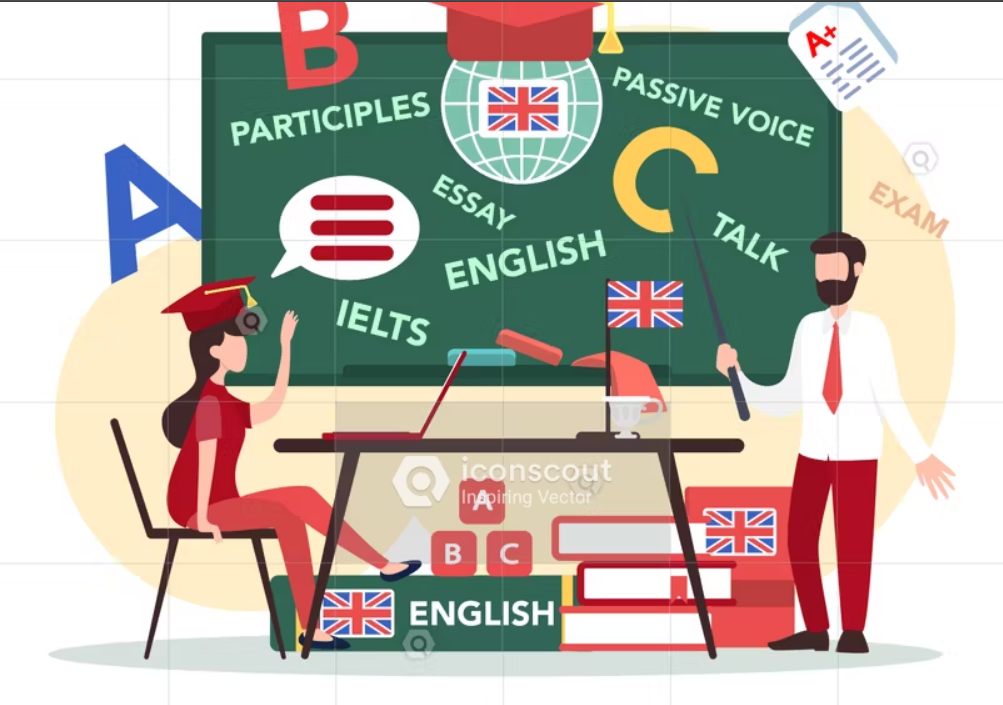 B
A+
PASSIVE VOICE
PARTICIPLES
A
C
ESSAY
EXAM
TALK
ENGLISH
IELTS
iconscout
Inspiring Vector
A
B C
ENGLISH